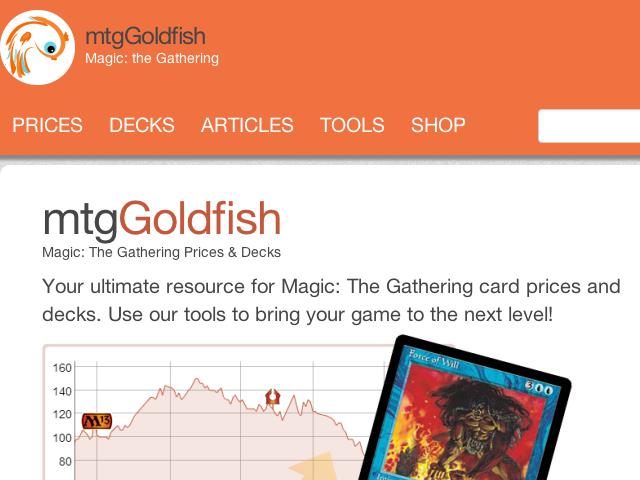 mtgGoldfish
Magic: the Gathering
PRICES DECKS ARTICLES TOOLS SHOP
mtgGoldfish
Magic: The Gathering Prices & Decks
Your ultimate resource for Magic: The Gathering card prices and
decks. Use our tools to bring your game to the next level!
160
140
120
100
80
M13
Force of Will
3